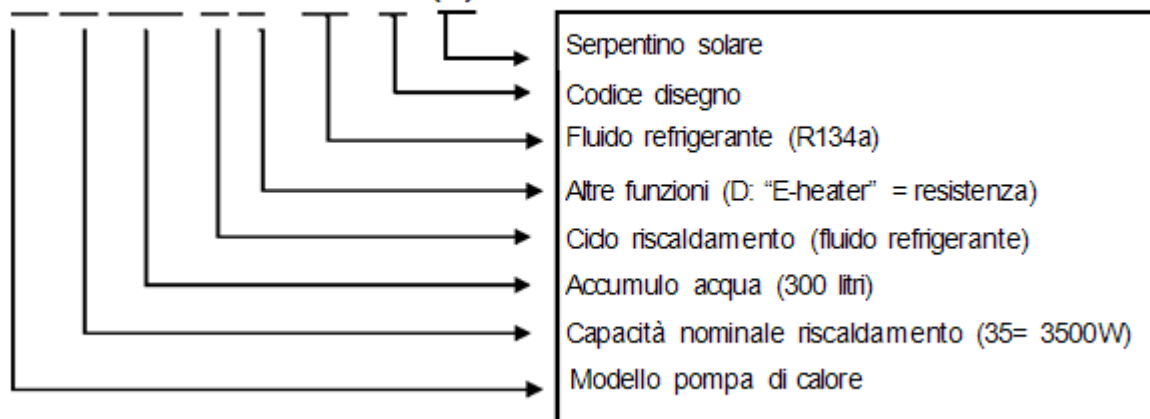 Serpentino solare
Codice disegno
Fluido refrigerante (R134a)
Altre funzioni (D: “E-heater” = resistenza)
Ciclo riscaldamento (fluido refrigerante)
Accumulo acqua (300 litri)
Capacità nominale riscaldamento (35= 3500W)
Modello pompa di calore